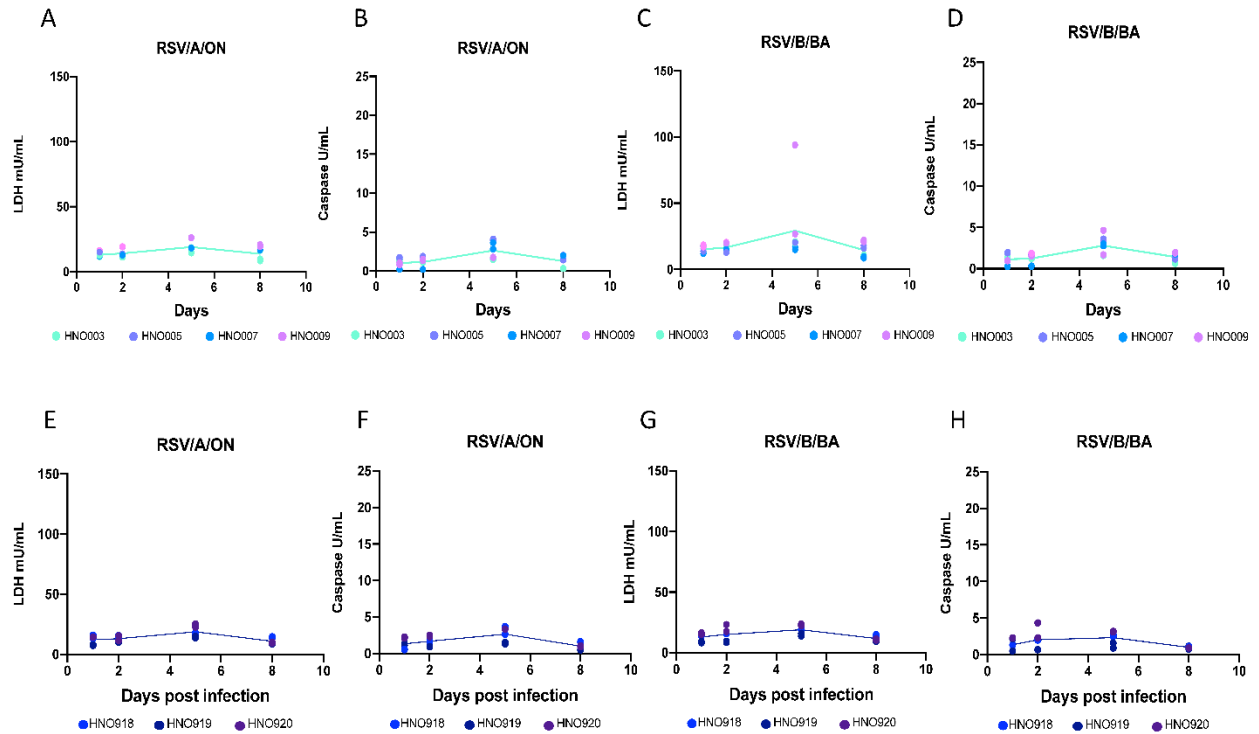 A
RSV/A/ON
LDH mU/mL
150
100
50
0
0 2 4 6 8 10
Days
HNO003 HNO005 HNO007 HNO009
B
RSV/A/ON
Caspase U/mL
25
20
15
10
5
0
0 2 4 6 8 10
Days
HNO003 HNO005 HNO007 HNO009
C
RSV/B/BA
LDH mU/mL
150
100
50
0
0 2 4 6 8 10
Days
HNO003 HNO005 HNO007 HNO009
D
RSV/B/BA
Caspase U/mL
25
20
15
10
5
0
0 2 4 6 8 10
Days
HNO003 HNO005 HNO007 HNO009
E
RSV/A/ON
LDH mU/mL
150
100
50
0
0 2 4 6 8 10
Days post infection
HNO918 HNO919 HNO920
F
RSV/A/ON
Caspase U/mL
25
20
15
10
5
0
0 2 4 6 8 10
Days post infection
HNO918 HNO919 HNO920
G
RSV/B/BA
LDH mU/mL
150
100
50
0
0 2 4 6 8 10
Days post infection
HNO918 HNO919 HNO920
H
RSV/B/BA
Caspase U/mL
25
20
15
10
5
0
0 2 4 6 8 10
Days post infection
HNO918 HNO919 HNO920